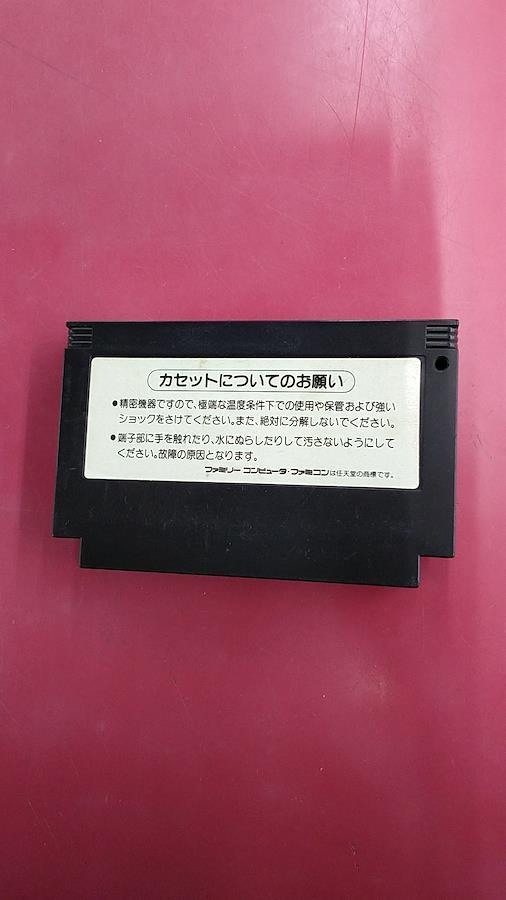 カセットについてのお願い
●精密機器ですので、極端な温度条件下での使用や保管および強い
ショックをさけてください。また、絶対に分解しないでください。
●端子部に手を触れたり、水にぬらしたりして汚さないようにして
ください。故障の原因となります。
ファミリー コンピュータ・ファミコンは任天堂の商標です。